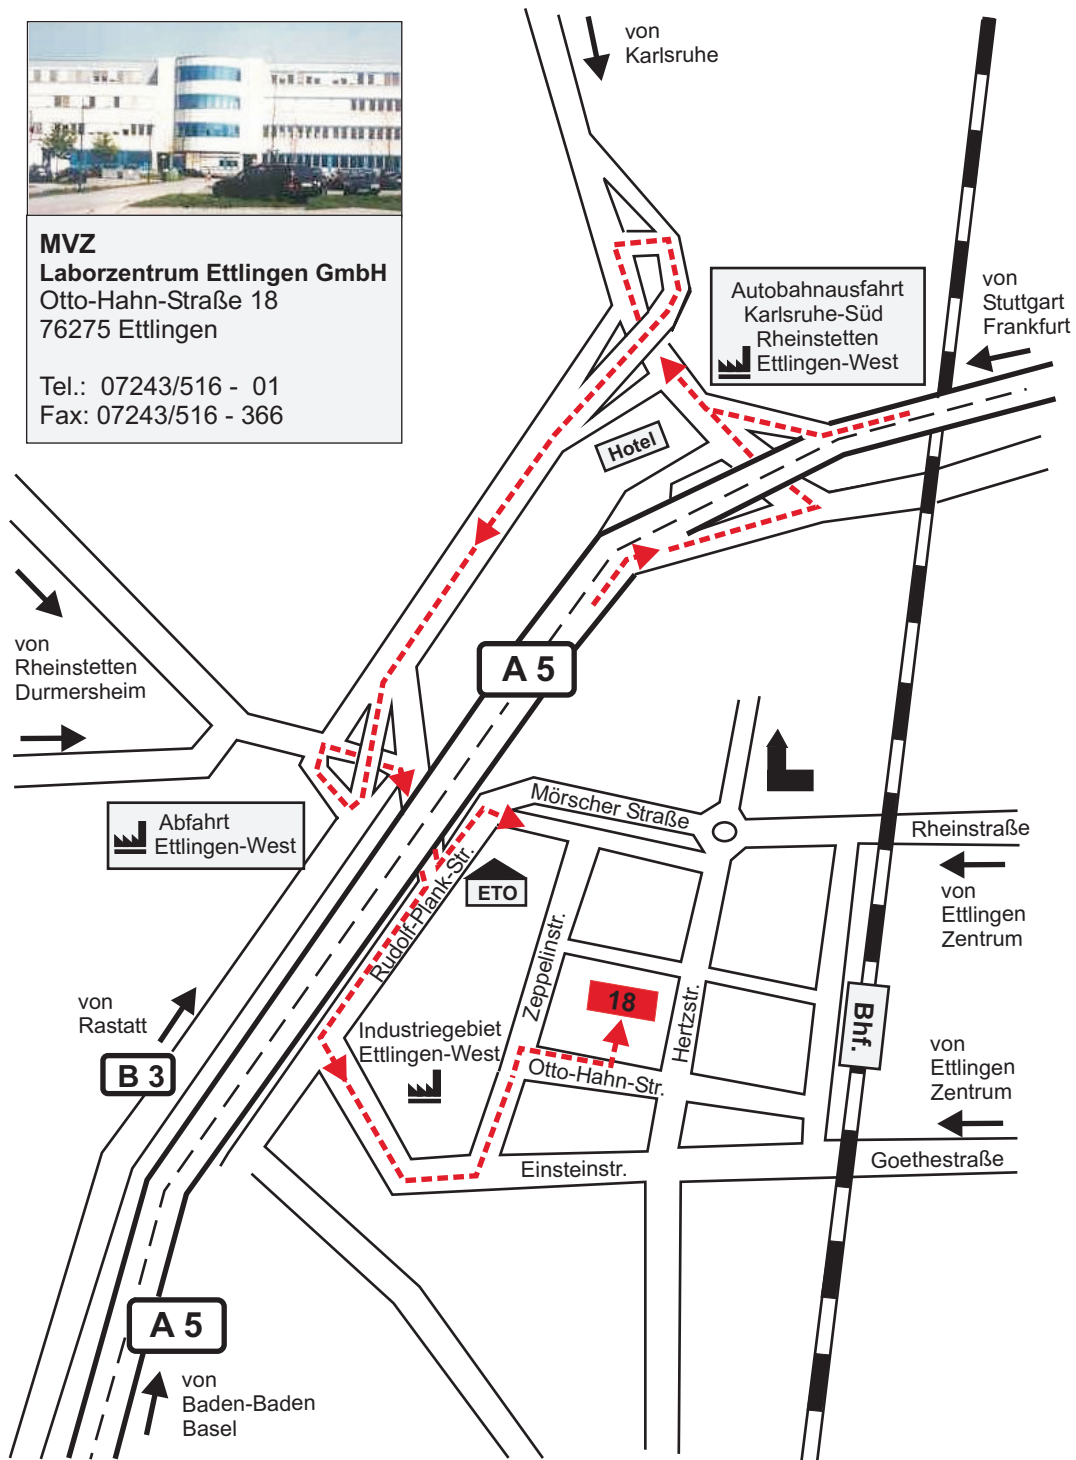 von
Karlsruhe
MVZ
Laborzentrum Ettlingen GmbH
Otto-Hahn-Straße 18
76275 Ettlingen
Tel.: 07243/516 - 01
Fax: 07243/516 - 366
Autobahnausfahrt
Karlsruhe-Süd
Rheinstetten
Ettlingen-West
von
Stuttgart
Frankfurt
Hotel
von
Rheinstetten
Durmersheim
A 5
Abfahrt
Ettlingen-West
Mörscher Straße
Rheinstraße
ETO
Rudolf-Plank-Str.
Zeppelinstr.
von
Ettlingen
Zentrum
18
Hertzstr.
Bhf.
von
Rastatt
B 3
Industriegebiet
Ettlingen-West
Otto-Hahn-Str.
von
Ettlingen
Zentrum
Einsteinstr.
Goethestraße
A 5
von
Baden-Baden
Basel